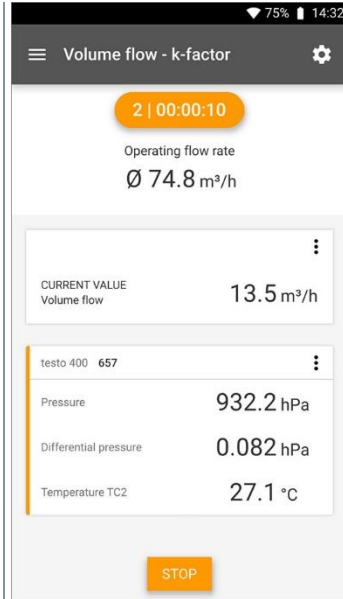 75% 14:32
Volume flow - k-factor
2 | 00:00:10
Operating flow rate
Ø 74.8 m³/h
CURRENT VALUE
Volume flow
13.5 m³/h
testo 400 657
Pressure 932.2 hPa
Differential pressure 0.082 hPa
Temperature TC2 27.1 °C
STOP